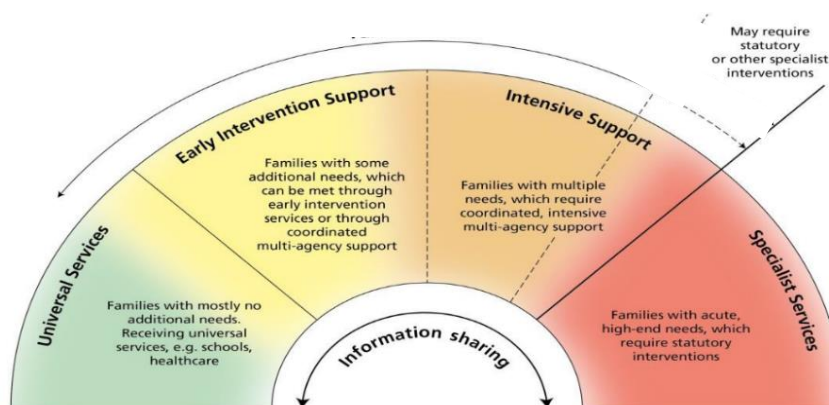 May require
statutory
or other specialist
interventions
Early Intervention Support
Intensive Support
Families with some
additional needs, which
can be met through
early intervention
services or through
coordinated
multi-agency support
Families with multiple
needs, which require
coordinated, intensive
multi-agency support
Universal Services
Specialist Services
Families with mostly no
additional needs.
Receiving universal
services, e.g. schools,
healthcare
Families with acute,
high-end needs, which
require statutory
interventions
Information sharing